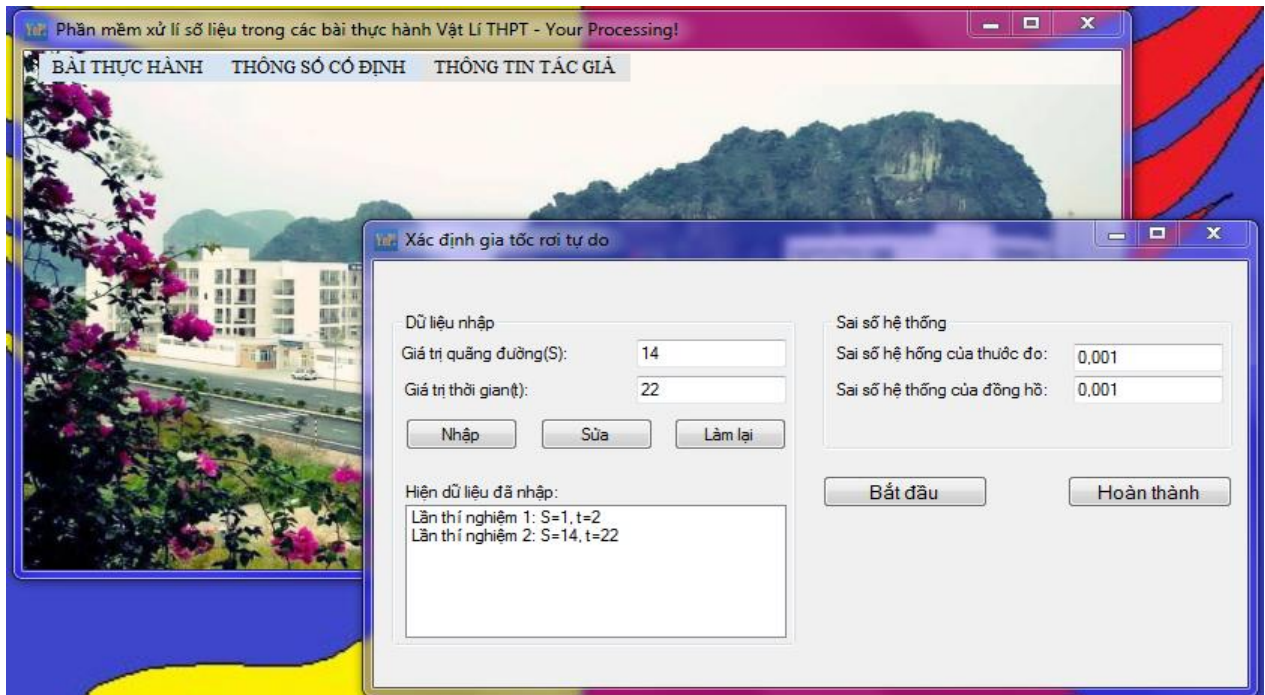 YoP! Phần mềm xử lí số liệu trong các bài thực hành Vật Lí THPT - Your Processing!
BÀI THỰC HÀNH THÔNG SỐ CỐ ĐỊNH THÔNG TIN TÁC GIẢ
YoP! Xác định gia tốc rơi tự do
Dữ liệu nhập
Giá trị quãng đường(S): 14
Giá trị thời gian(t): 22
Nhập Sửa Làm lại
Hiện dữ liệu đã nhập:
Lần thí nghiệm 1: S=1, t=2
Lần thí nghiệm 2: S=14, t=22
Sai số hệ thống
Sai số hệ hống của thước đo: 0,001
Sai số hệ thống của đồng hồ: 0,001
Bắt đầu Hoàn thành